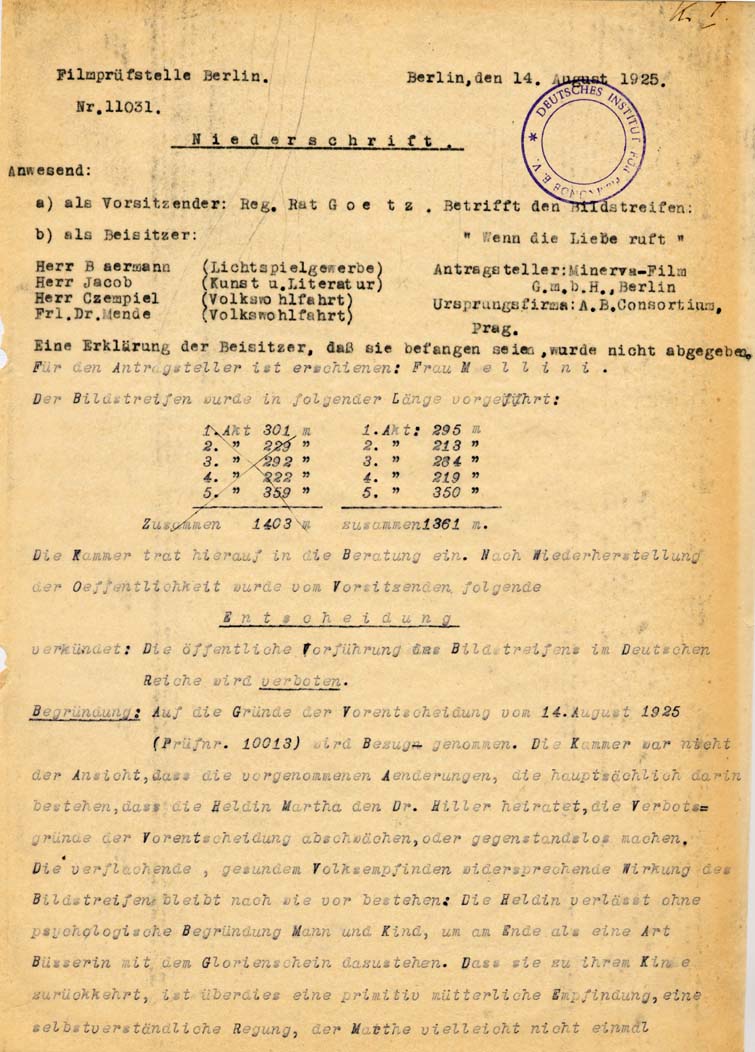 K. I.
Filmprüfstelle Berlin. Berlin,den 14. August 1925.
Nr.11031.
DEUTSCHES INSTITUT FÜR FILMKUNDE E.V. *
Niederschrift.
Anwesend:
a) als Vorsitzender: Reg. Rat Goetz. Betrifft den Bildstreifen:
b) als Beisitzer: " Wenn die Liebe ruft "
Herr Baermann (Lichtspielgewerbe) Antragsteller:Minerva-Film
Herr Jacob (Kunst u.Literatur) G.m.b.H.,Berlin
Herr Czempiel (Volkswohlfahrt) Ursprungsfirma:A.B.Consortium,
Frl.Dr.Mende (Volkswohlfahrt) Prag.
Eine Erklärung der Beisitzer, daß sie befangen seien,wurde nicht abgegeben.
Für den Antragsteller ist erschienen: Frau Mellini.
Der Bildstreifen wurde in folgender Länge vorgeführt:
1.Akt 301 m 1.Akt: 295 m
2. " 229 " 2. " 213 "
3. " 292 " 3. " 284 "
4. " 222 " 4. " 219 "
5. " 359 " 5. " 350 "
Zusammen 1403 m zusammen1361 m.
Die Kammer trat hierauf in die Beratung ein. Nach Wiederherstellung
der Oeffentlichkeit wurde vom Vorsitzenden folgende
Entscheidung
verkündet: Die öffentliche Vorführung des Bildstreifens im Deutschen
Reiche wird verboten.
Begründung: Auf die Gründe der Vorentscheidung vom 14.August 1925
(Prüfnr. 10013) wird Bezug genommen. Die Kammer war nicht
der Ansicht,dass die vorgenommenen Aenderungen, die hauptsächlich darin
bestehen,dass die Heldin Martha den Dr. Hiller heiratet,die Verbots=
gründe der Vorentscheidung abschwächen,oder gegenstandslos machen.
Die verflachende , gesundem Volksempfinden widersprechende Wirkung des
Bildstreifens bleibt nach wie vor bestehen: Die Heldin verlässt ohne
psychologische Begründung Mann und Kind, um am Ende als eine Art
Büsserin mit dem Glorienschein dazustehen. Dass sie zu ihrem Kinde
zurückkehrt, ist überdies eine primitiv mütterliche Empfindung,eine
selbstverständliche Regung, der Marthe vielleicht nicht einmal